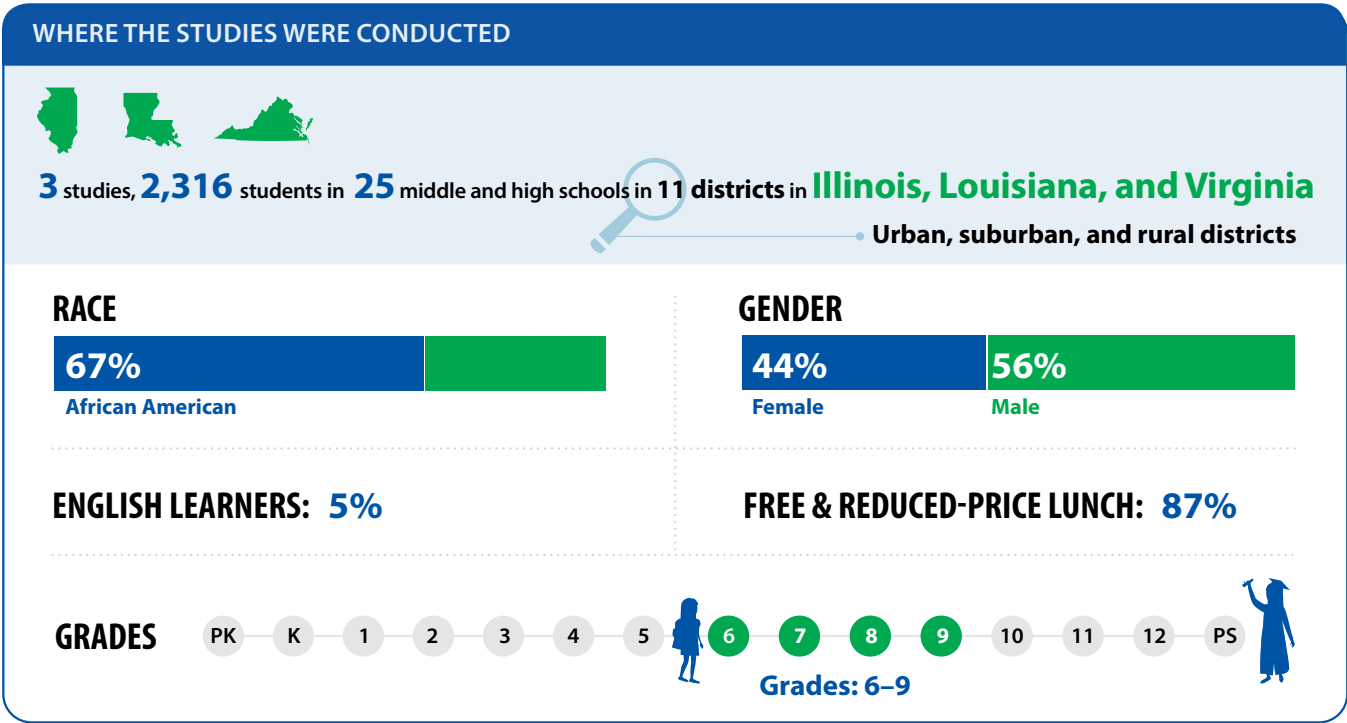 WHERE THE STUDIES WERE CONDUCTED
3 studies, 2,316 students in 25 middle and high schools in 11 districts in Illinois, Louisiana, and Virginia
Urban, suburban, and rural districts
RACE
67%
African American
GENDER
44% 56%
Female Male
ENGLISH LEARNERS: 5%
FREE & REDUCED-PRICE LUNCH: 87%
GRADES PK K 1 2 3 4 5 6 7 8 9 10 11 12 PS
Grades: 6–9